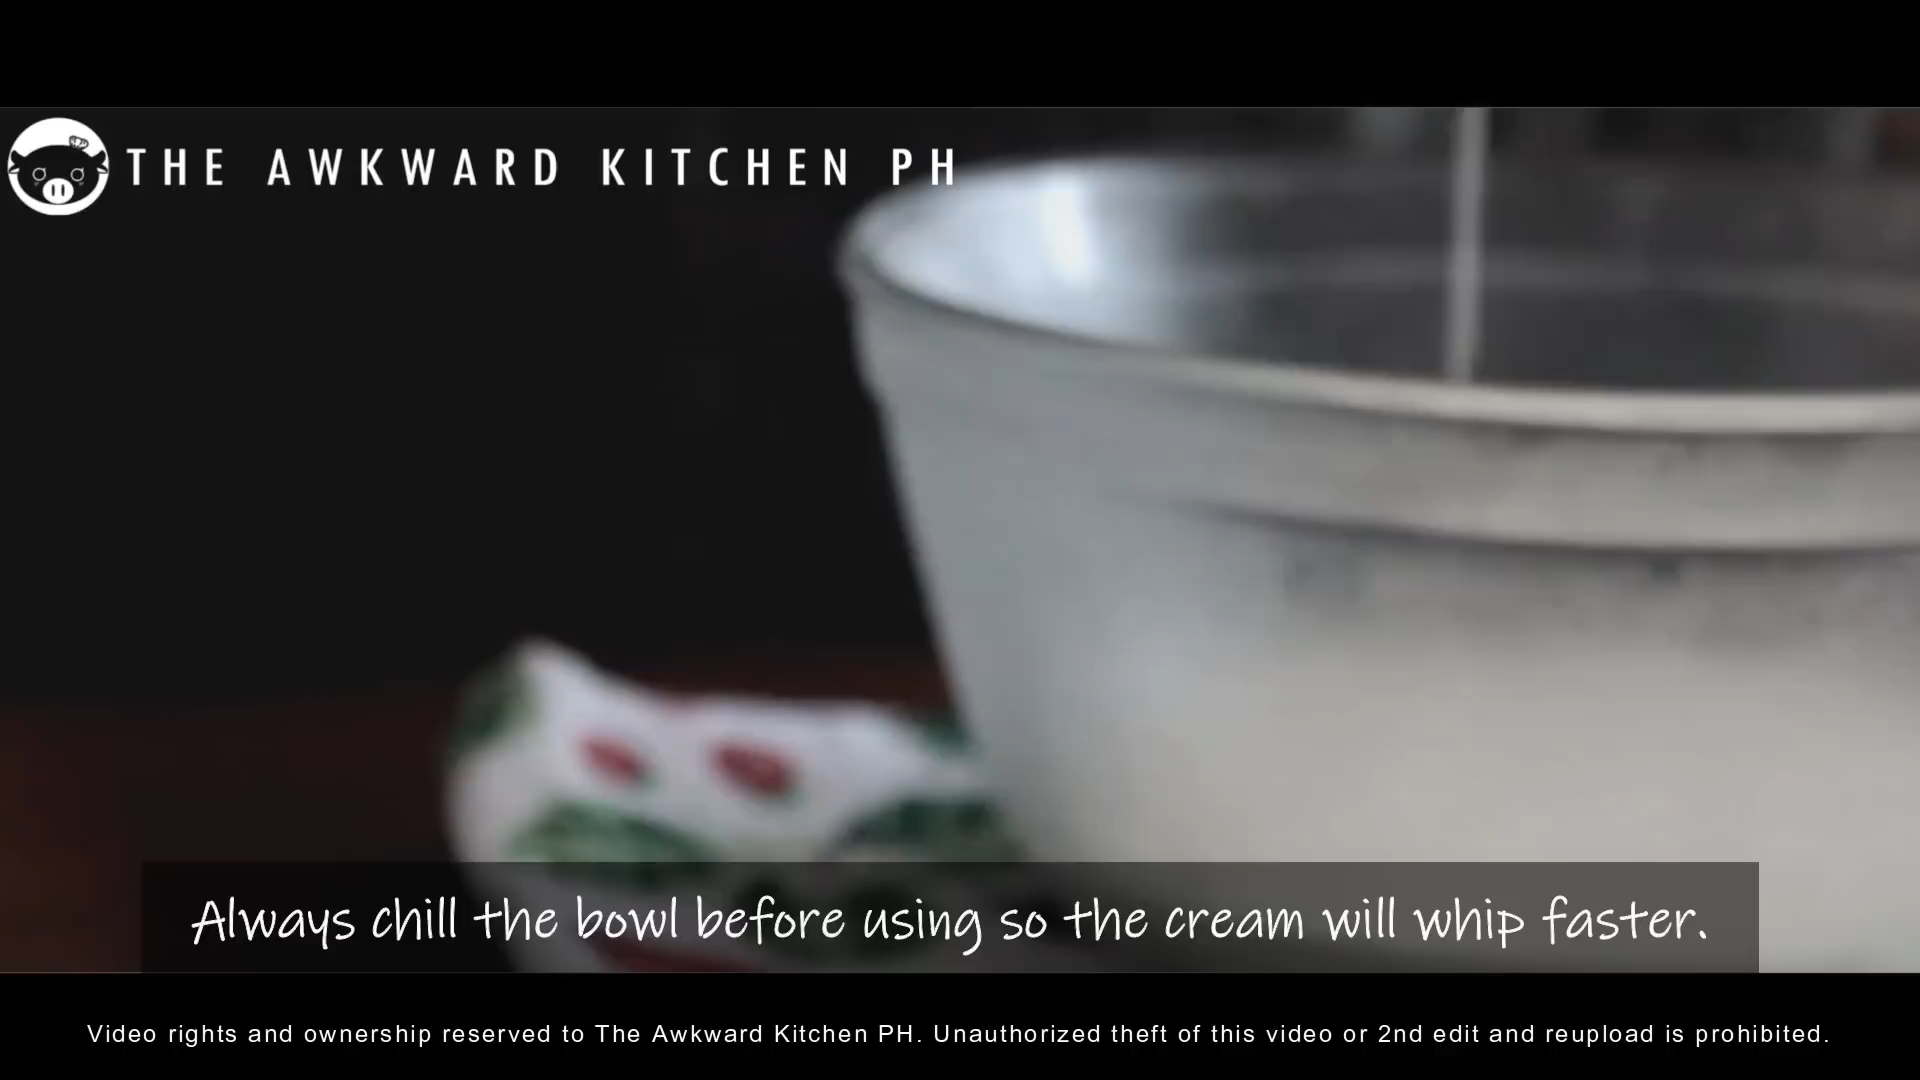 THE AWKWARD KITCHEN PH
Always chill the bowl before using so the cream will whip faster.
Video rights and ownership reserved to The Awkward Kitchen PH. Unauthorized theft of this video or 2nd edit and reupload is prohibited.